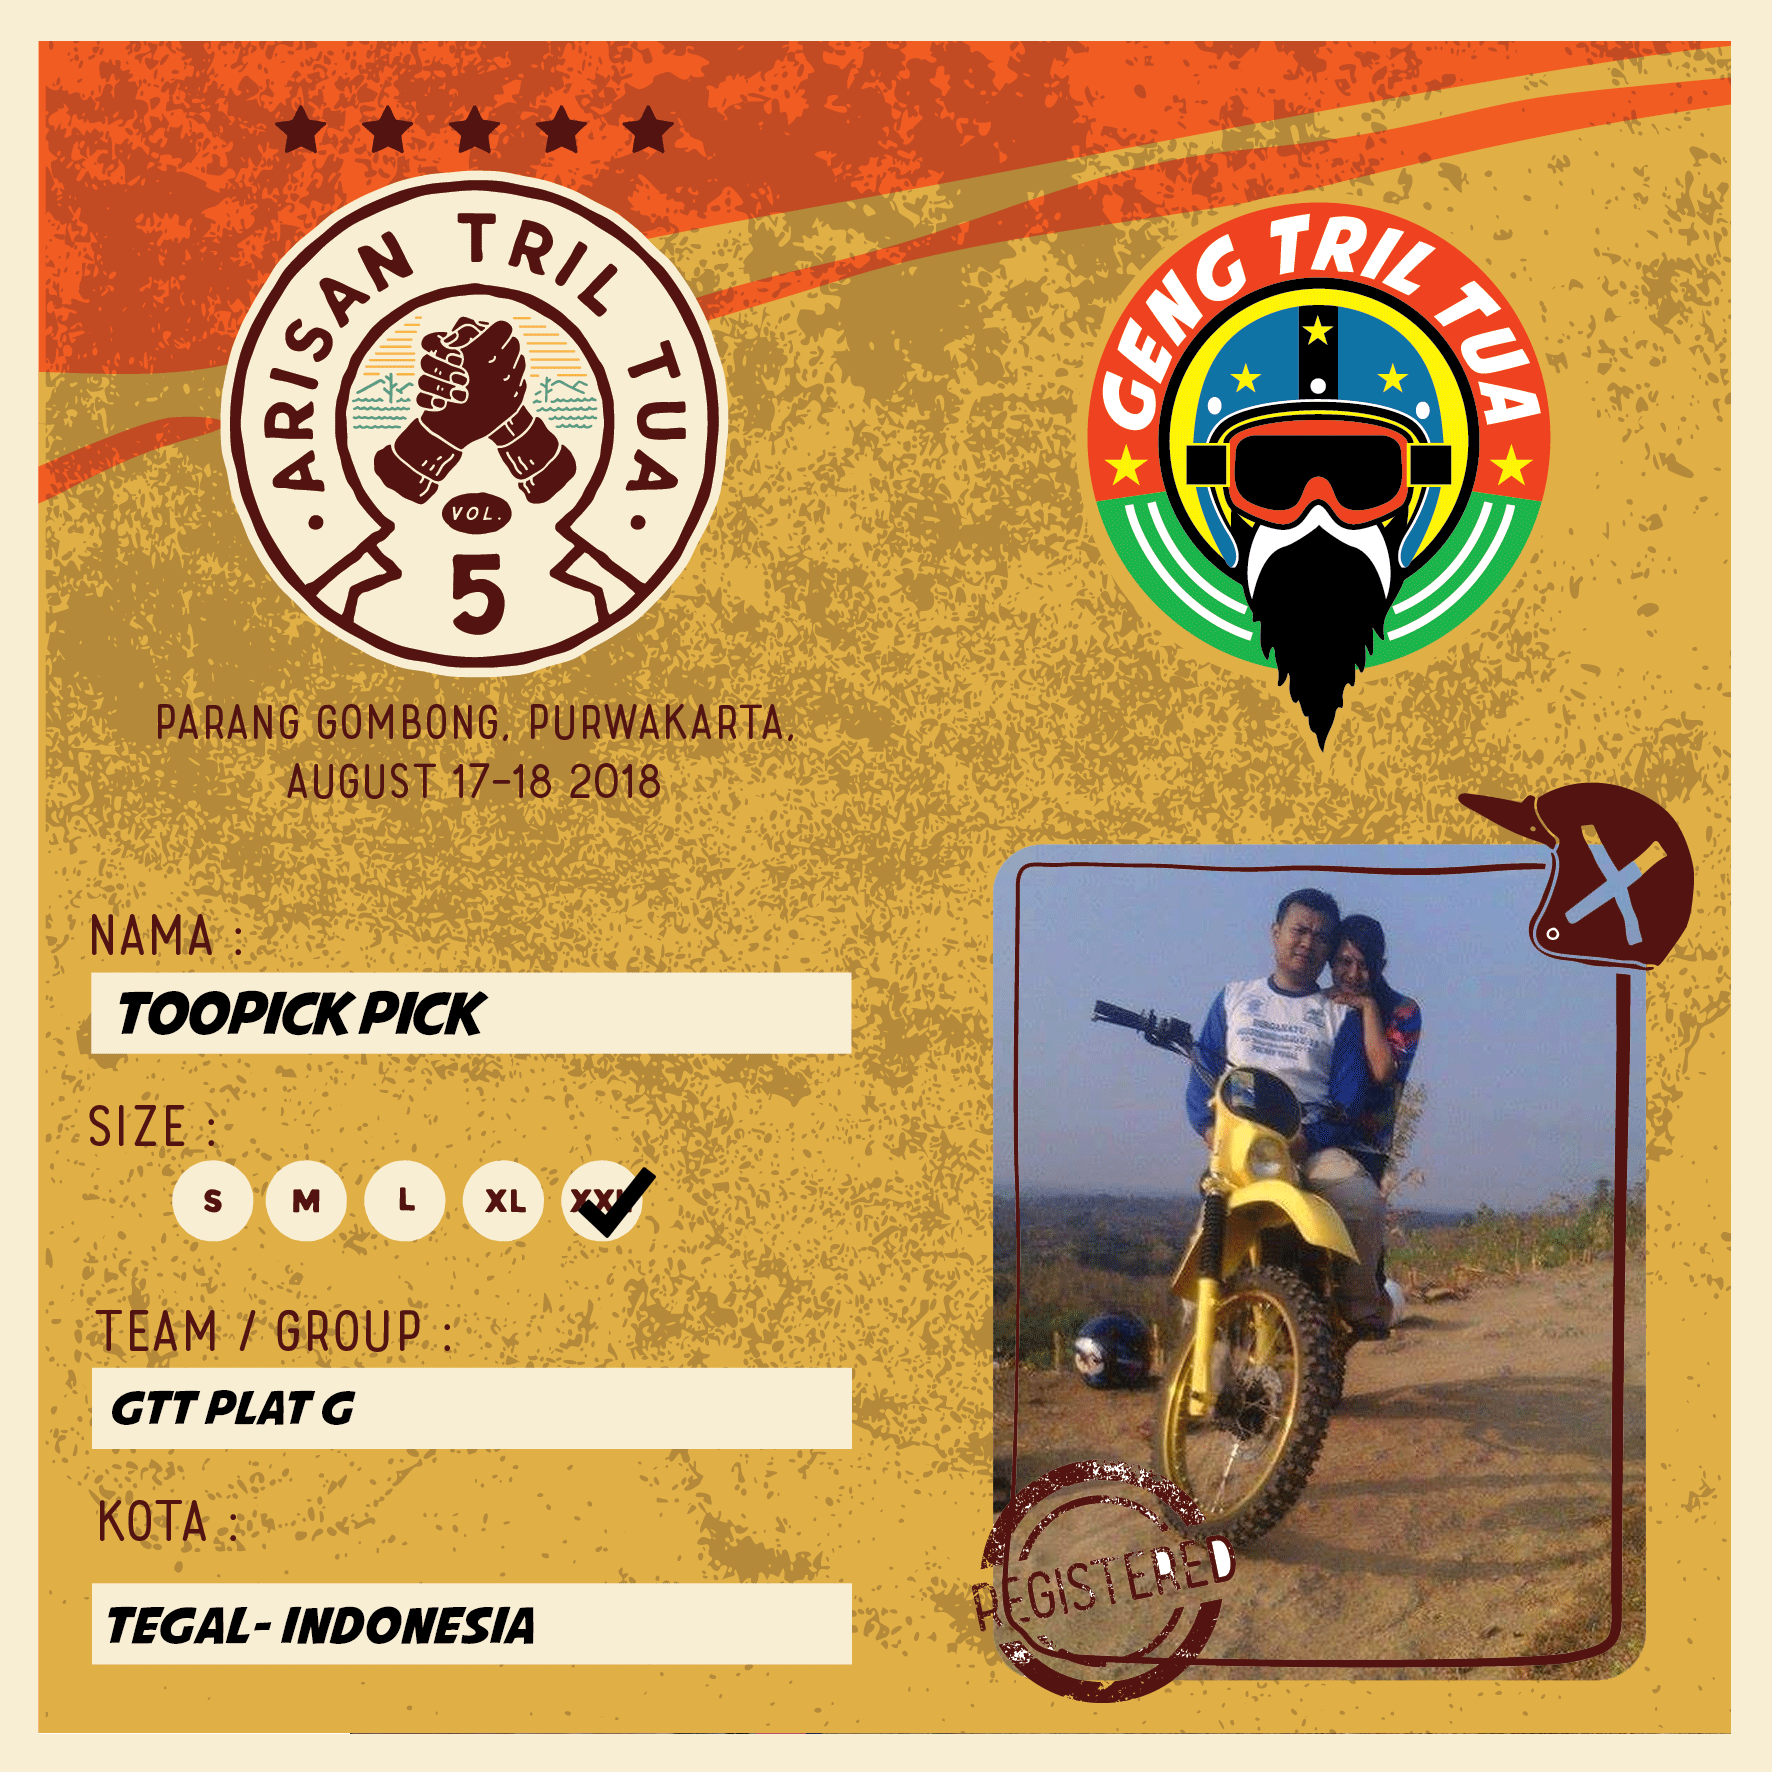 ARISAN TRIL TUA
VOL.
5
PARANG GOMBONG, PURWAKARTA,
AUGUST 17-18 2018
GENG TRIL TUA
NAMA :
TOOPICK PICK
SIZE :
S M L XL XXL
TEAM / GROUP :
GTT PLAT G
KOTA :
TEGAL- INDONESIA
REGISTERED